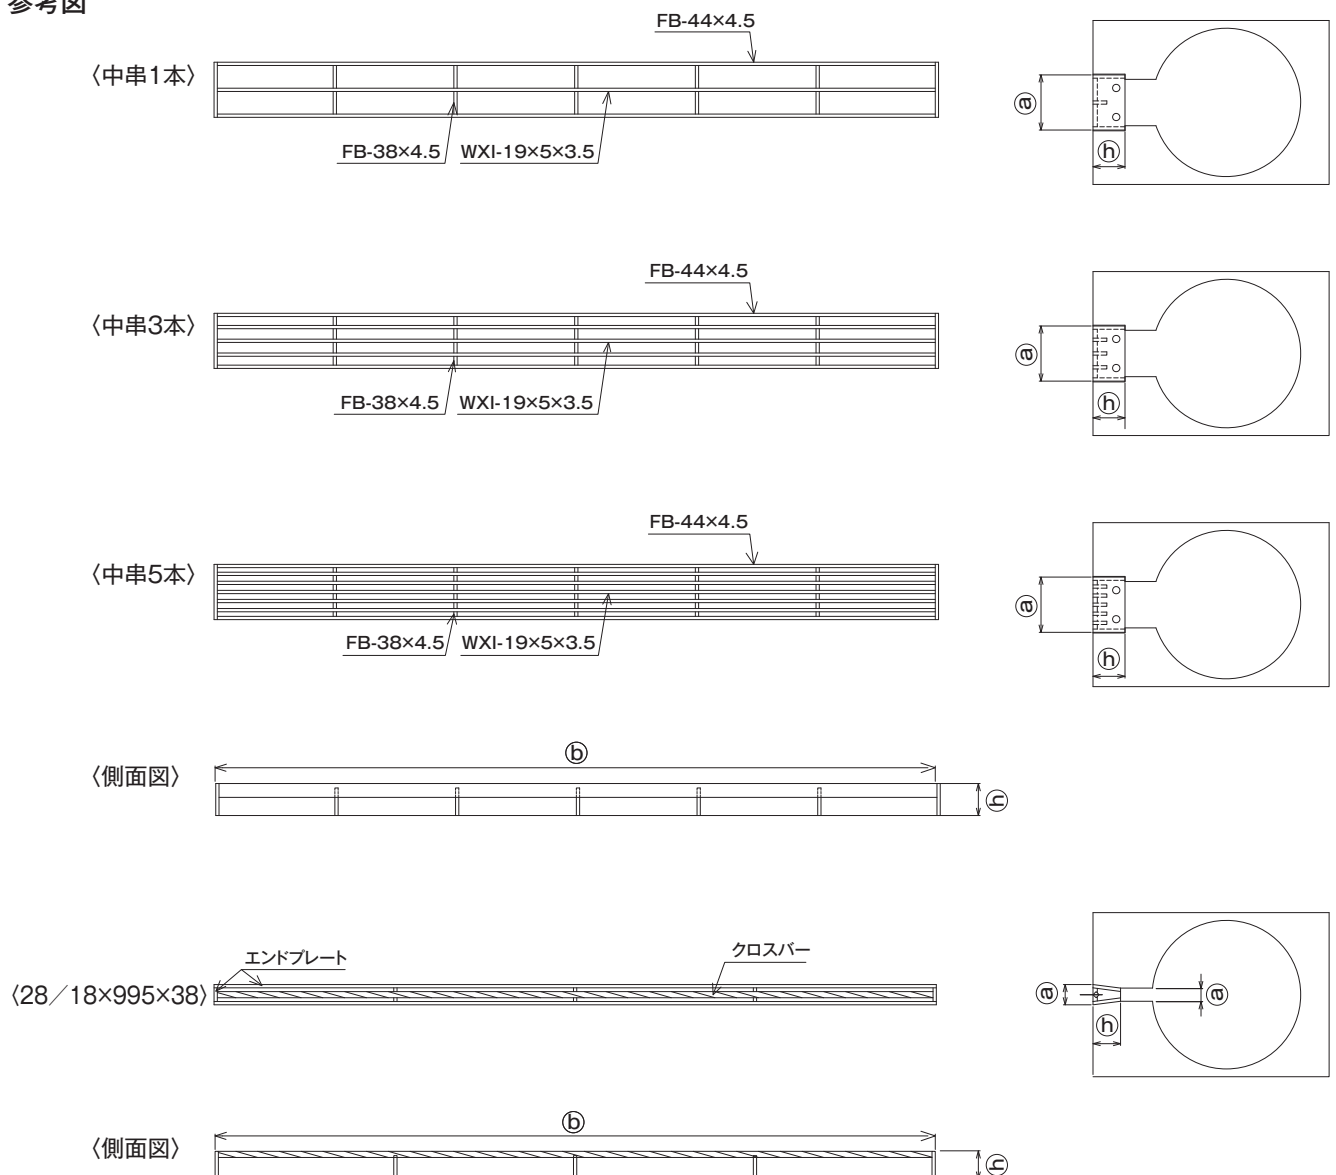 参考図
FB-44×4.5
〈中串1本〉
ⓐ
FB-38×4.5 WXI-19×5×3.5
ⓗ
FB-44×4.5
〈中串3本〉
ⓐ
FB-38×4.5 WXI-19×5×3.5
ⓗ
FB-44×4.5
〈中串5本〉
ⓐ
FB-38×4.5 WXI-19×5×3.5
ⓗ
ⓑ
〈側面図〉
ⓗ
エンドプレート
クロスバー
〈28／18×995×38〉
ⓐ
ⓐ
ⓗ
ⓑ
〈側面図〉
ⓗ